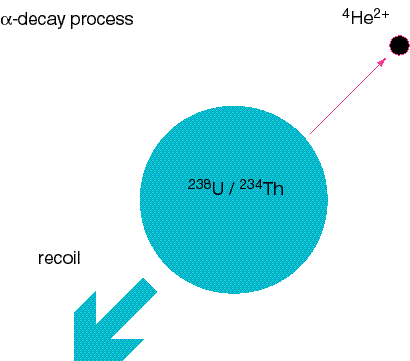 α-decay process
⁴He²⁺
²³⁸U / ²³⁴Th
recoil